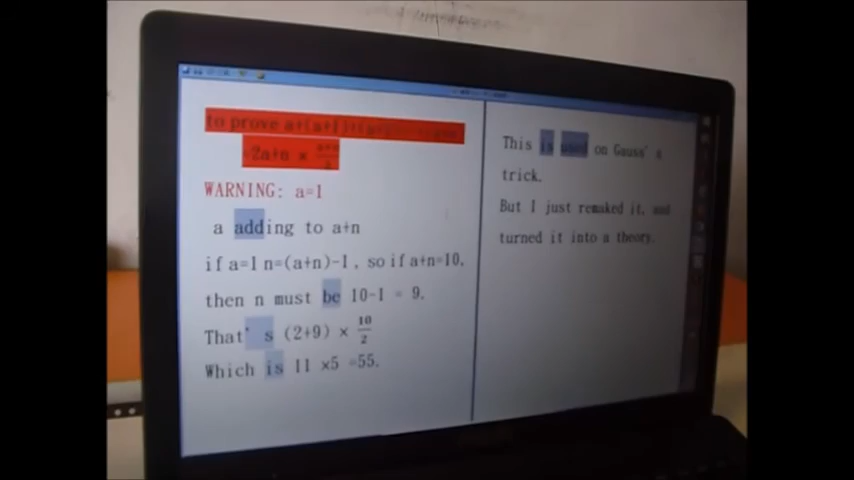 to prove a+(a+1)+
√2a+n × (a+n)/2
WARNING: a=1
a adding to a+n
if a=1 n=(a+n)-1, so if a+n=10,
then n must be 10-1 = 9.
That's (2+9) × 10/2
Which is 11 ×5 =55.
This is used on Gauss' s
trick.
But I just remaked it, and
turned it into a theory.